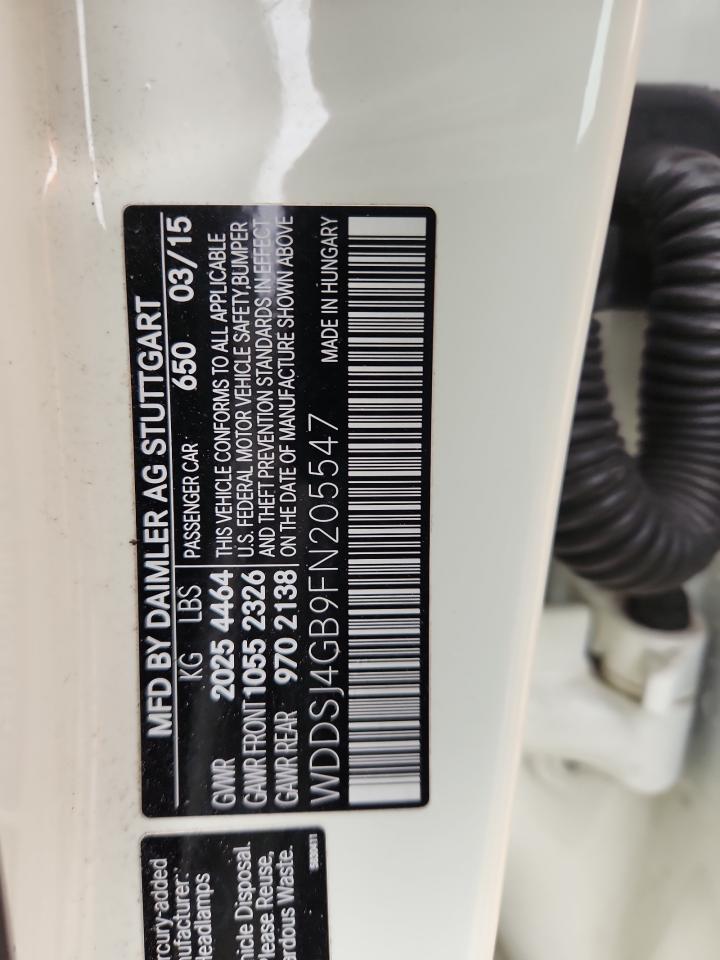 MFD BY DAIMLER AG STUTTGART
KG LBS PASSENGER CAR 650 03/15
GVWR 2025 4464 THIS VEHICLE CONFORMS TO ALL APPLICABLE
GAWR FRONT 1055 2326 U.S. FEDERAL MOTOR VEHICLE SAFETY,BUMPER
GAWR REAR 970 2138 AND THEFT PREVENTION STANDARDS IN EFFECT
ON THE DATE OF MANUFACTURE SHOWN ABOVE
WDDSJ4GB9FN205547 MADE IN HUNGARY
ercury-added
nufacturer:
Headlamps
hicle Disposal.
Please Reuse,
ardous Waste.